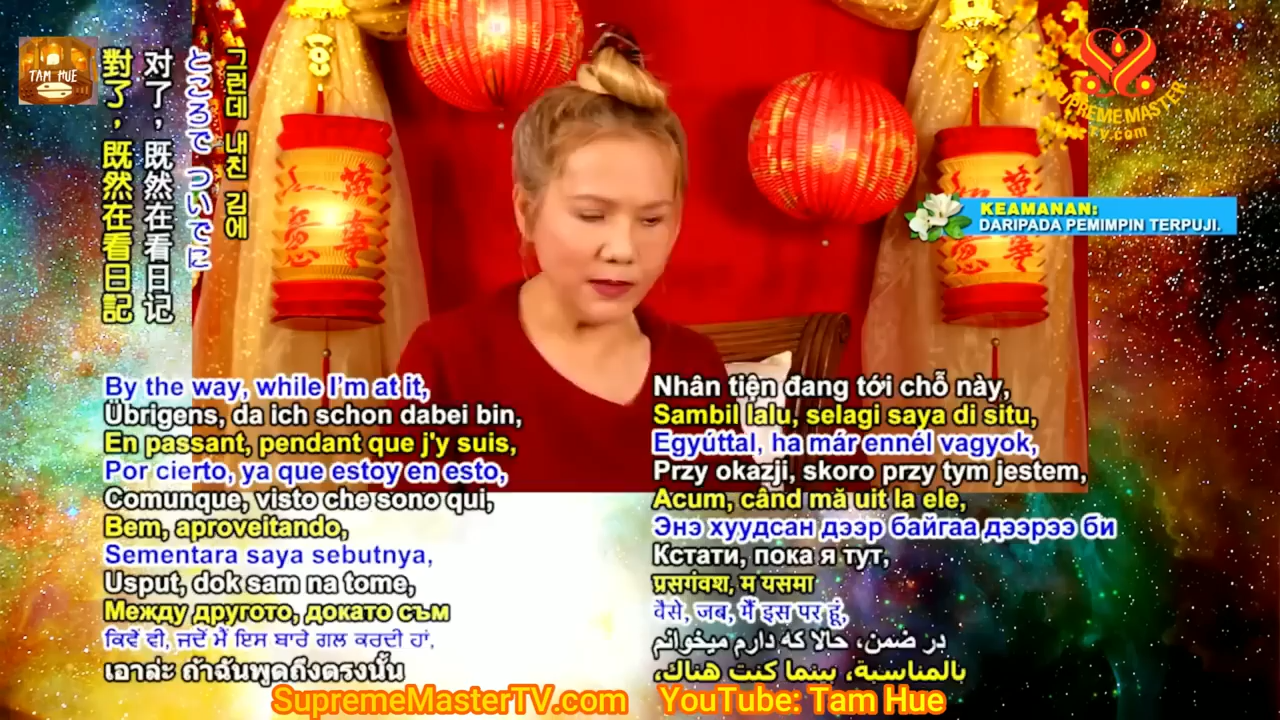 TAM HUE
SUPREME MASTER
TV.com
對了，既然在看日記
对了，既然在看日记
ところで ついでに
그런데 내친 김에
KEAMANAN:
DARIPADA PEMIMPIN TERPUJI.
By the way, while I'm at it,
Übrigens, da ich schon dabei bin,
En passant, pendant que j'y suis,
Por cierto, ya que estoy en esto,
Comunque, visto che sono qui,
Bem, aproveitando,
Sementara saya sebutnya,
Usput, dok sam na tome,
Между другото, докато съм
ਕਿਵੇਂ ਵੀ, ਜਦੋਂ ਮੈਂ ਇਸ ਬਾਰੇ ਗਲ ਕਰਦੀ ਹਾਂ,
เอาล่ะ ถ้าฉันพูดถึงตรงนั้น
Nhân tiện đang tới chỗ này,
Sambil lalu, selagi saya di situ,
Egyúttal, ha már ennél vagyok,
Przy okazji, skoro przy tym jestem,
Acum, când mă uit la ele,
Энэ хуудсан дээр байгаа дээрээ би
Кстати, пока я тут,
प्रसगंवश, म यसमा
वैसे, जब, मैं इस पर हूं,
در ضمن، حالا که دارم میخوانم
بالمناسبة، بينما كنت هناك،
SupremeMasterTV.com YouTube: Tam Hue